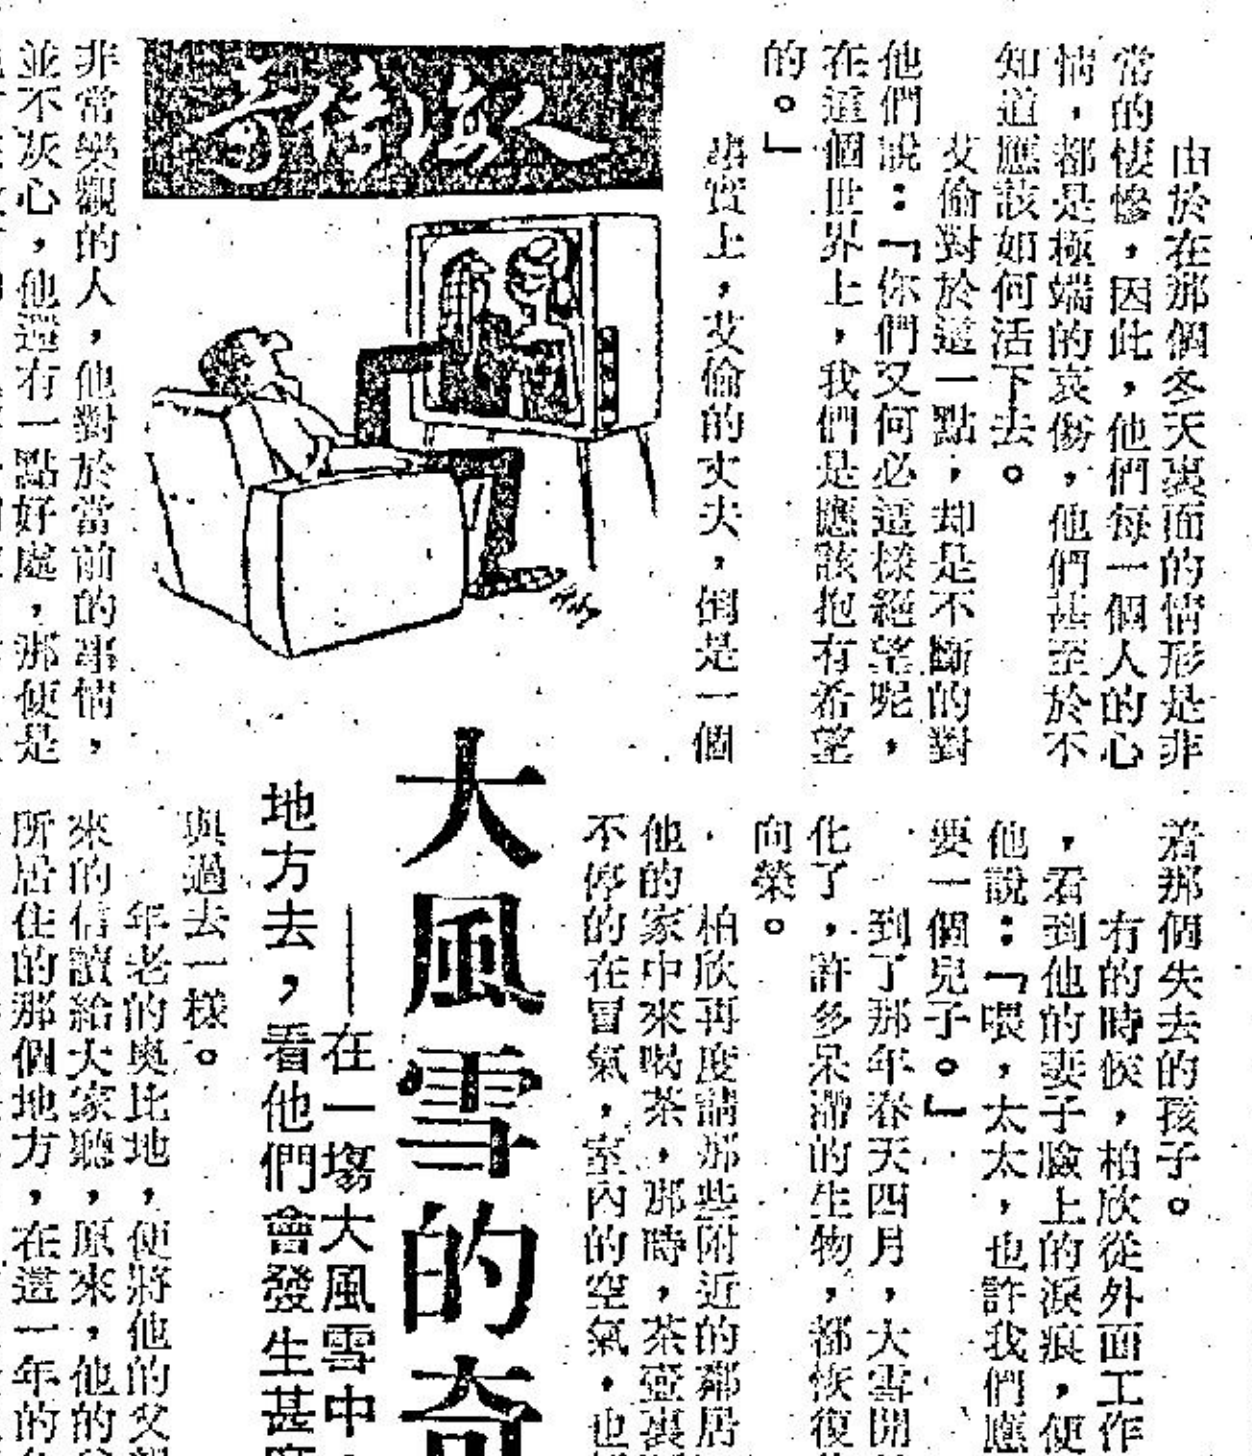 由於在那個冬天裏面的情形是非
常的悽慘，因此，他們每一個人的心
情，都是極端的哀傷，他們甚至於不
知道應該如何活下去。
艾倫對於這一點，却是不斷的對
他們說：「你們又何必這樣絕望呢，
在這個世界上，我們是應該抱有希望
的。」
事實上，艾倫的丈夫，倒是一個
非常樂觀的人，他對於當前的事情，
並不灰心，他還有一點好處，那便是
着那個失去的孩子。
有的時候，柏欣從外面工作
，看到他的妻子臉上的淚痕，便
他說：「喂，太太，也許我們應
要一個兒子。」
到了那年春天四月，大雪開
化了，許多呆滯的生物，都恢復
向榮。
柏欣再度請那些附近的鄰居
他的家中來喝茶，那時，茶壺裏
不停的在冒氣，室內的空氣，也
大風雪的奇
——在一場大風雪中
地方去，看他們會發生甚
與過去一樣。
年老的奧比地，便將他的父
來的信讀給大家聽，原來，他的
所居住的那個地方，在這一年的